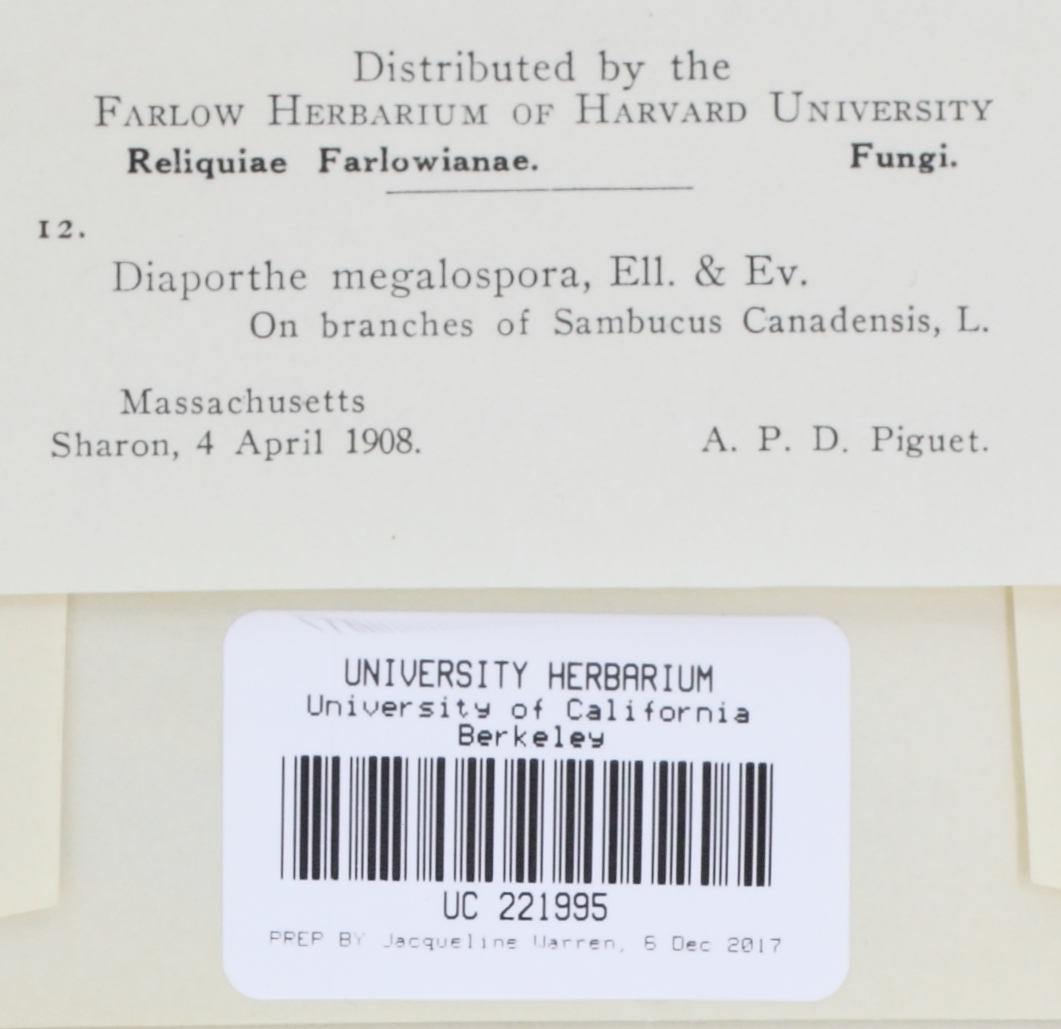 Distributed by the
FARLOW HERBARIUM OF HARVARD UNIVERSITY
Reliquiae Farlowianae. Fungi.
12.
Diaporthe megalospora, Ell. & Ev.
On branches of Sambucus Canadensis, L.
Massachusetts
Sharon, 4 April 1908. A. P. D. Piguet.
UNIVERSITY HERBARIUM
University of California
Berkeley
UC 221995
PREP BY Jacqueline Warren, 6 Dec 2017